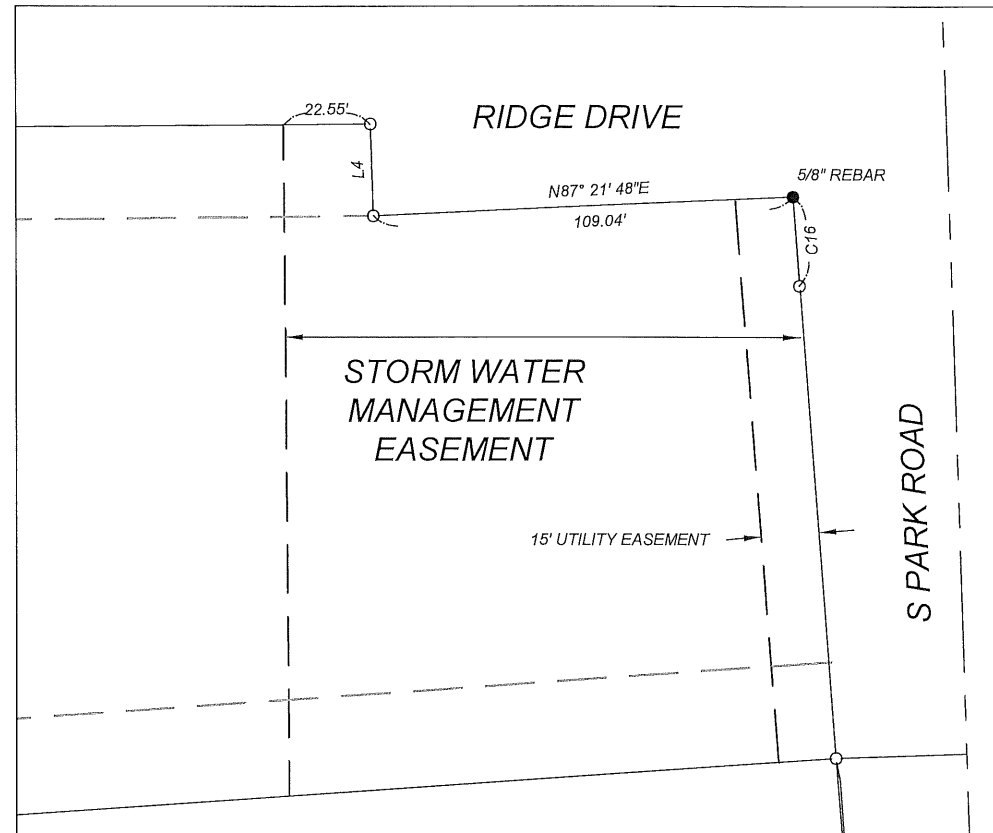 22.55'
RIDGE DRIVE
L4
N87° 21' 48"E
109.04'
5/8" REBAR
C16
STORM WATER
MANAGEMENT
EASEMENT
15' UTILITY EASEMENT
S PARK ROAD